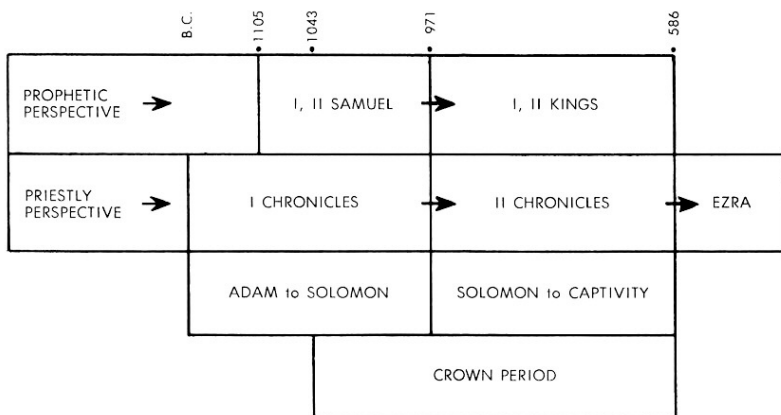 B.C.
1105
1043
971
586
PROPHETIC
PERSPECTIVE
I, II SAMUEL
I, II KINGS
PRIESTLY
PERSPECTIVE
I CHRONICLES
II CHRONICLES
EZRA
ADAM to SOLOMON
SOLOMON to CAPTIVITY
CROWN PERIOD